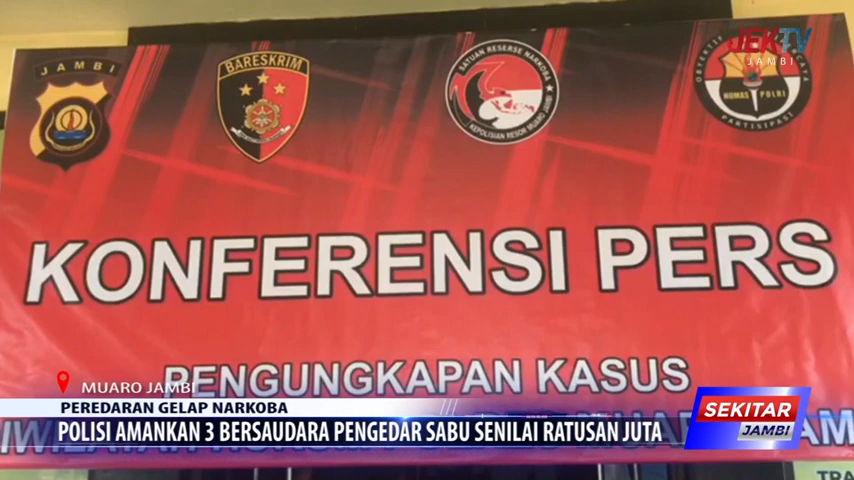 JEKTV
JAMBI
JAMBI
BARESKRIM
SATUAN RESERSE NARKOBA
KEPOLISIAN RESOR MUARO JAMBI
HUMAS POLRI
PARTISIPASI
KONFERENSI PERS
PENGUNGKAPAN KASUS
MUARO JAMBI
PEREDARAN GELAP NARKOBA
POLISI AMANKAN 3 BERSAUDARA PENGEDAR SABU SENILAI RATUSAN JUTA
SEKITAR
JAMBI